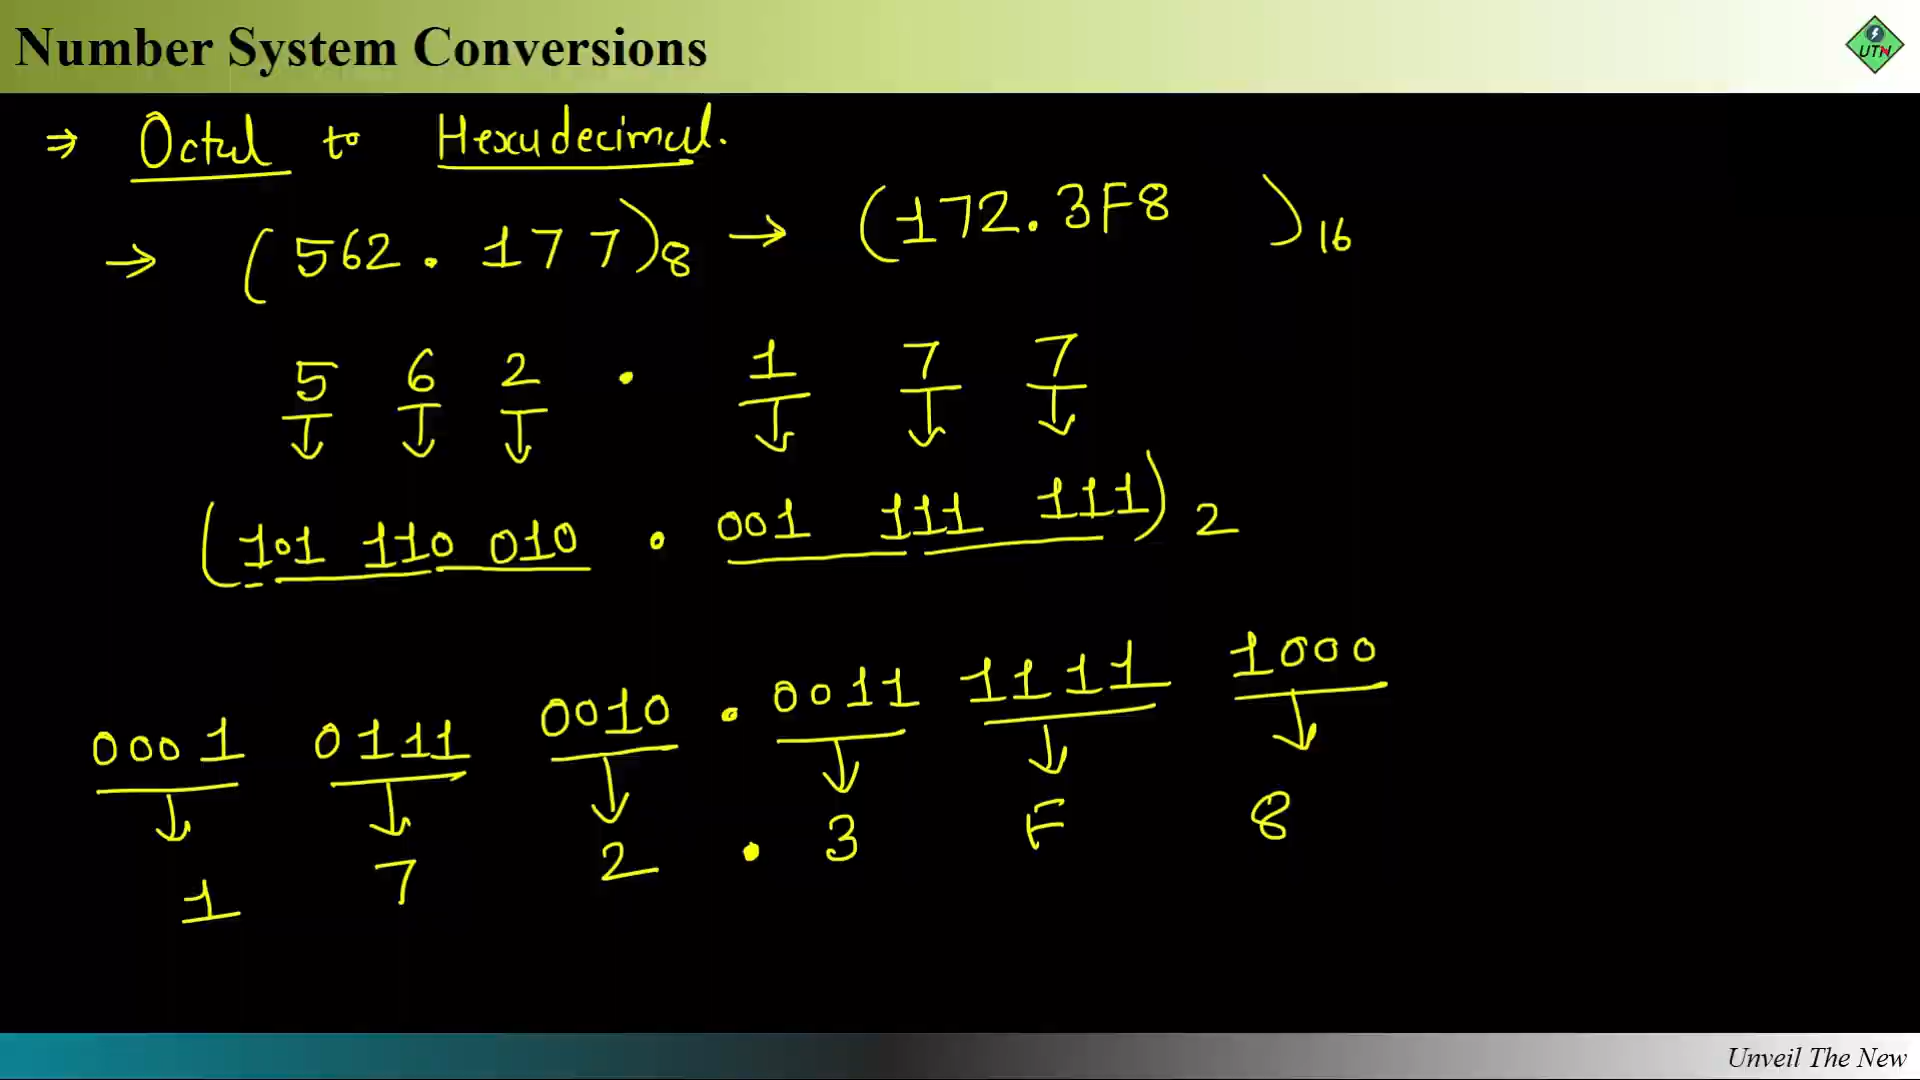 Number System Conversions
UTN
⇒ Octal to Hexadecimal.
→ (562.177)8 → (172.3F8 )16
5 6 2 . 1 7 7
↓ ↓ ↓ ↓ ↓ ↓
(101 110 010 . 001 111 111)2
0001 0111 0010 . 0011 1111 1000
↓ ↓ ↓ ↓ ↓ ↓
1 7 2 . 3 F 8
Unveil The New